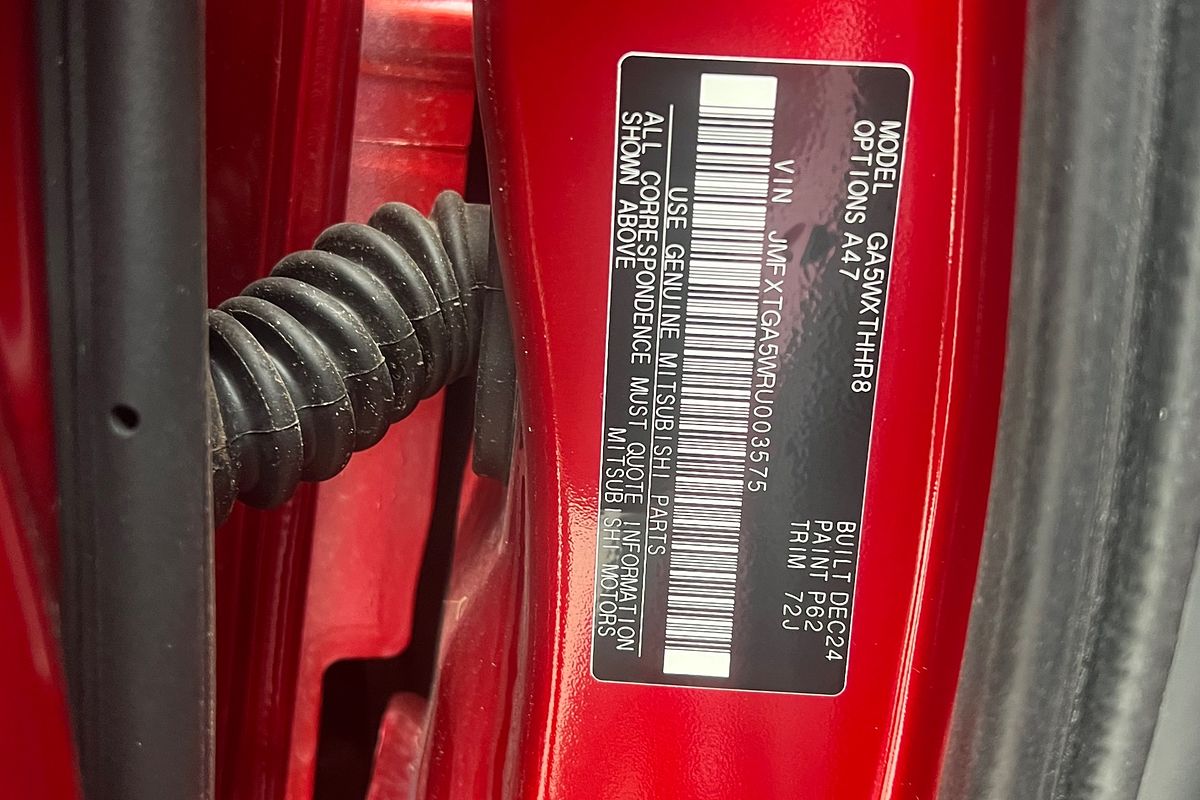 MODEL GA5WXTHHR8
OPTIONS A47
BUILT DEC24
PAINT P62
TRIM 72J
VIN JMFXTGA5WRU003575
USE GENUINE MITSUBISHI PARTS
ALL CORRESPONDENCE MUST QUOTE INFORMATION
SHOWN ABOVE MITSUBISHI MOTORS